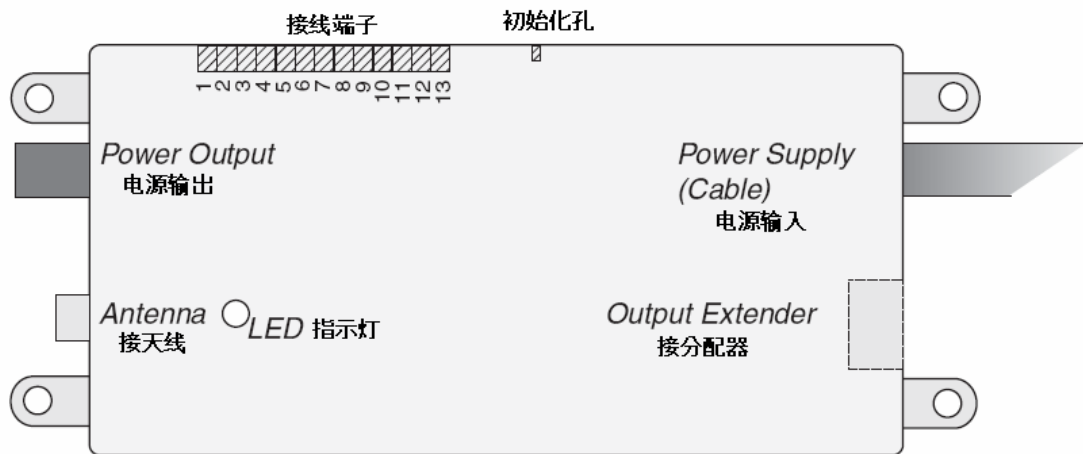 接线端子
初始化孔
1 2 3 4 5 6 7 8 9 10 11 12 13
Power Output
电源输出
Power Supply
(Cable)
电源输入
Antenna
接天线
LED 指示灯
Output Extender
接分配器